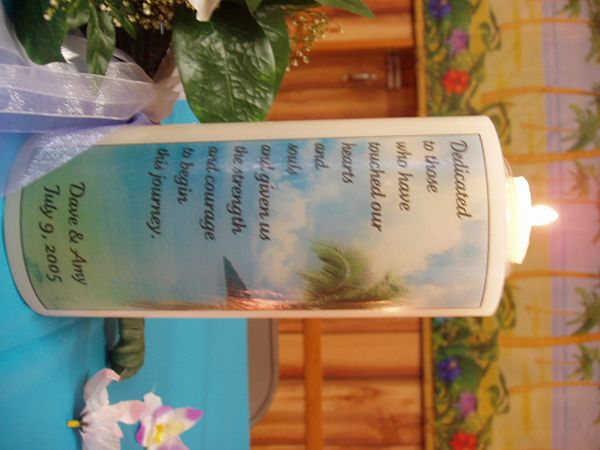 Dedicated
to those
who have
touched our
hearts
and
souls
and given us
the strength
and courage
to begin
this journey.
Dave & Amy
July 9, 2005